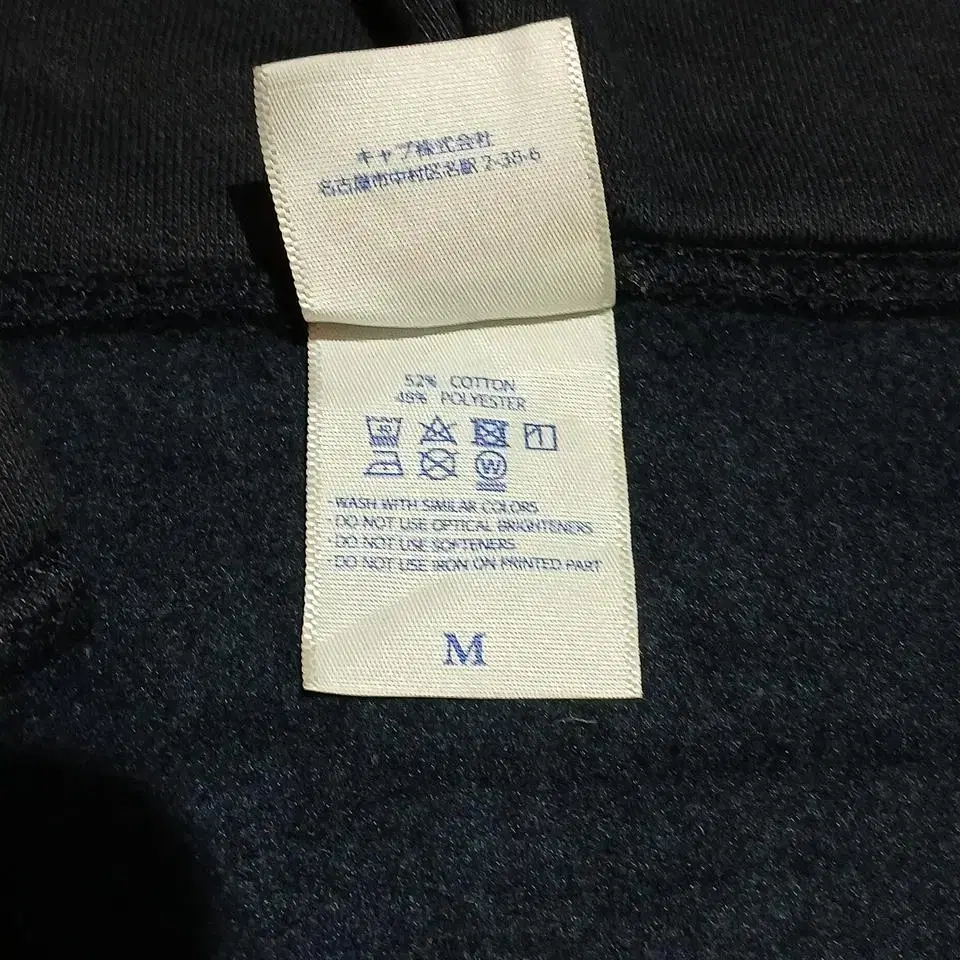 キャブ株式会社
名古屋市中村区名駅 2-38-6
52% COTTON
48% POLYESTER
WASH WITH SIMILAR COLORS
·DO NOT USE OPTICAL BRIGHTENERS
·DO NOT USE SOFTENERS
·DO NOT USE IRON ON PRINTED PART
M